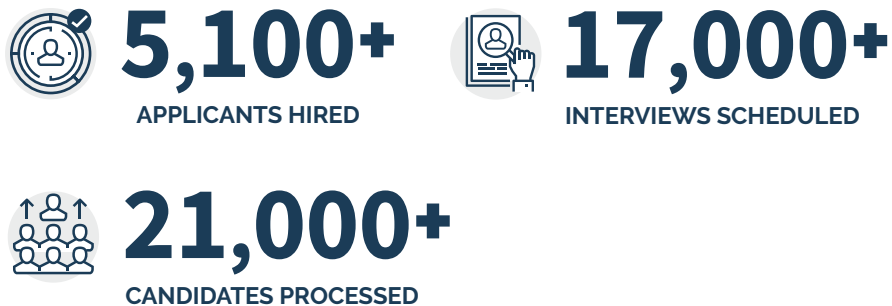 5,100+
APPLICANTS HIRED
17,000+
INTERVIEWS SCHEDULED
21,000+
CANDIDATES PROCESSED